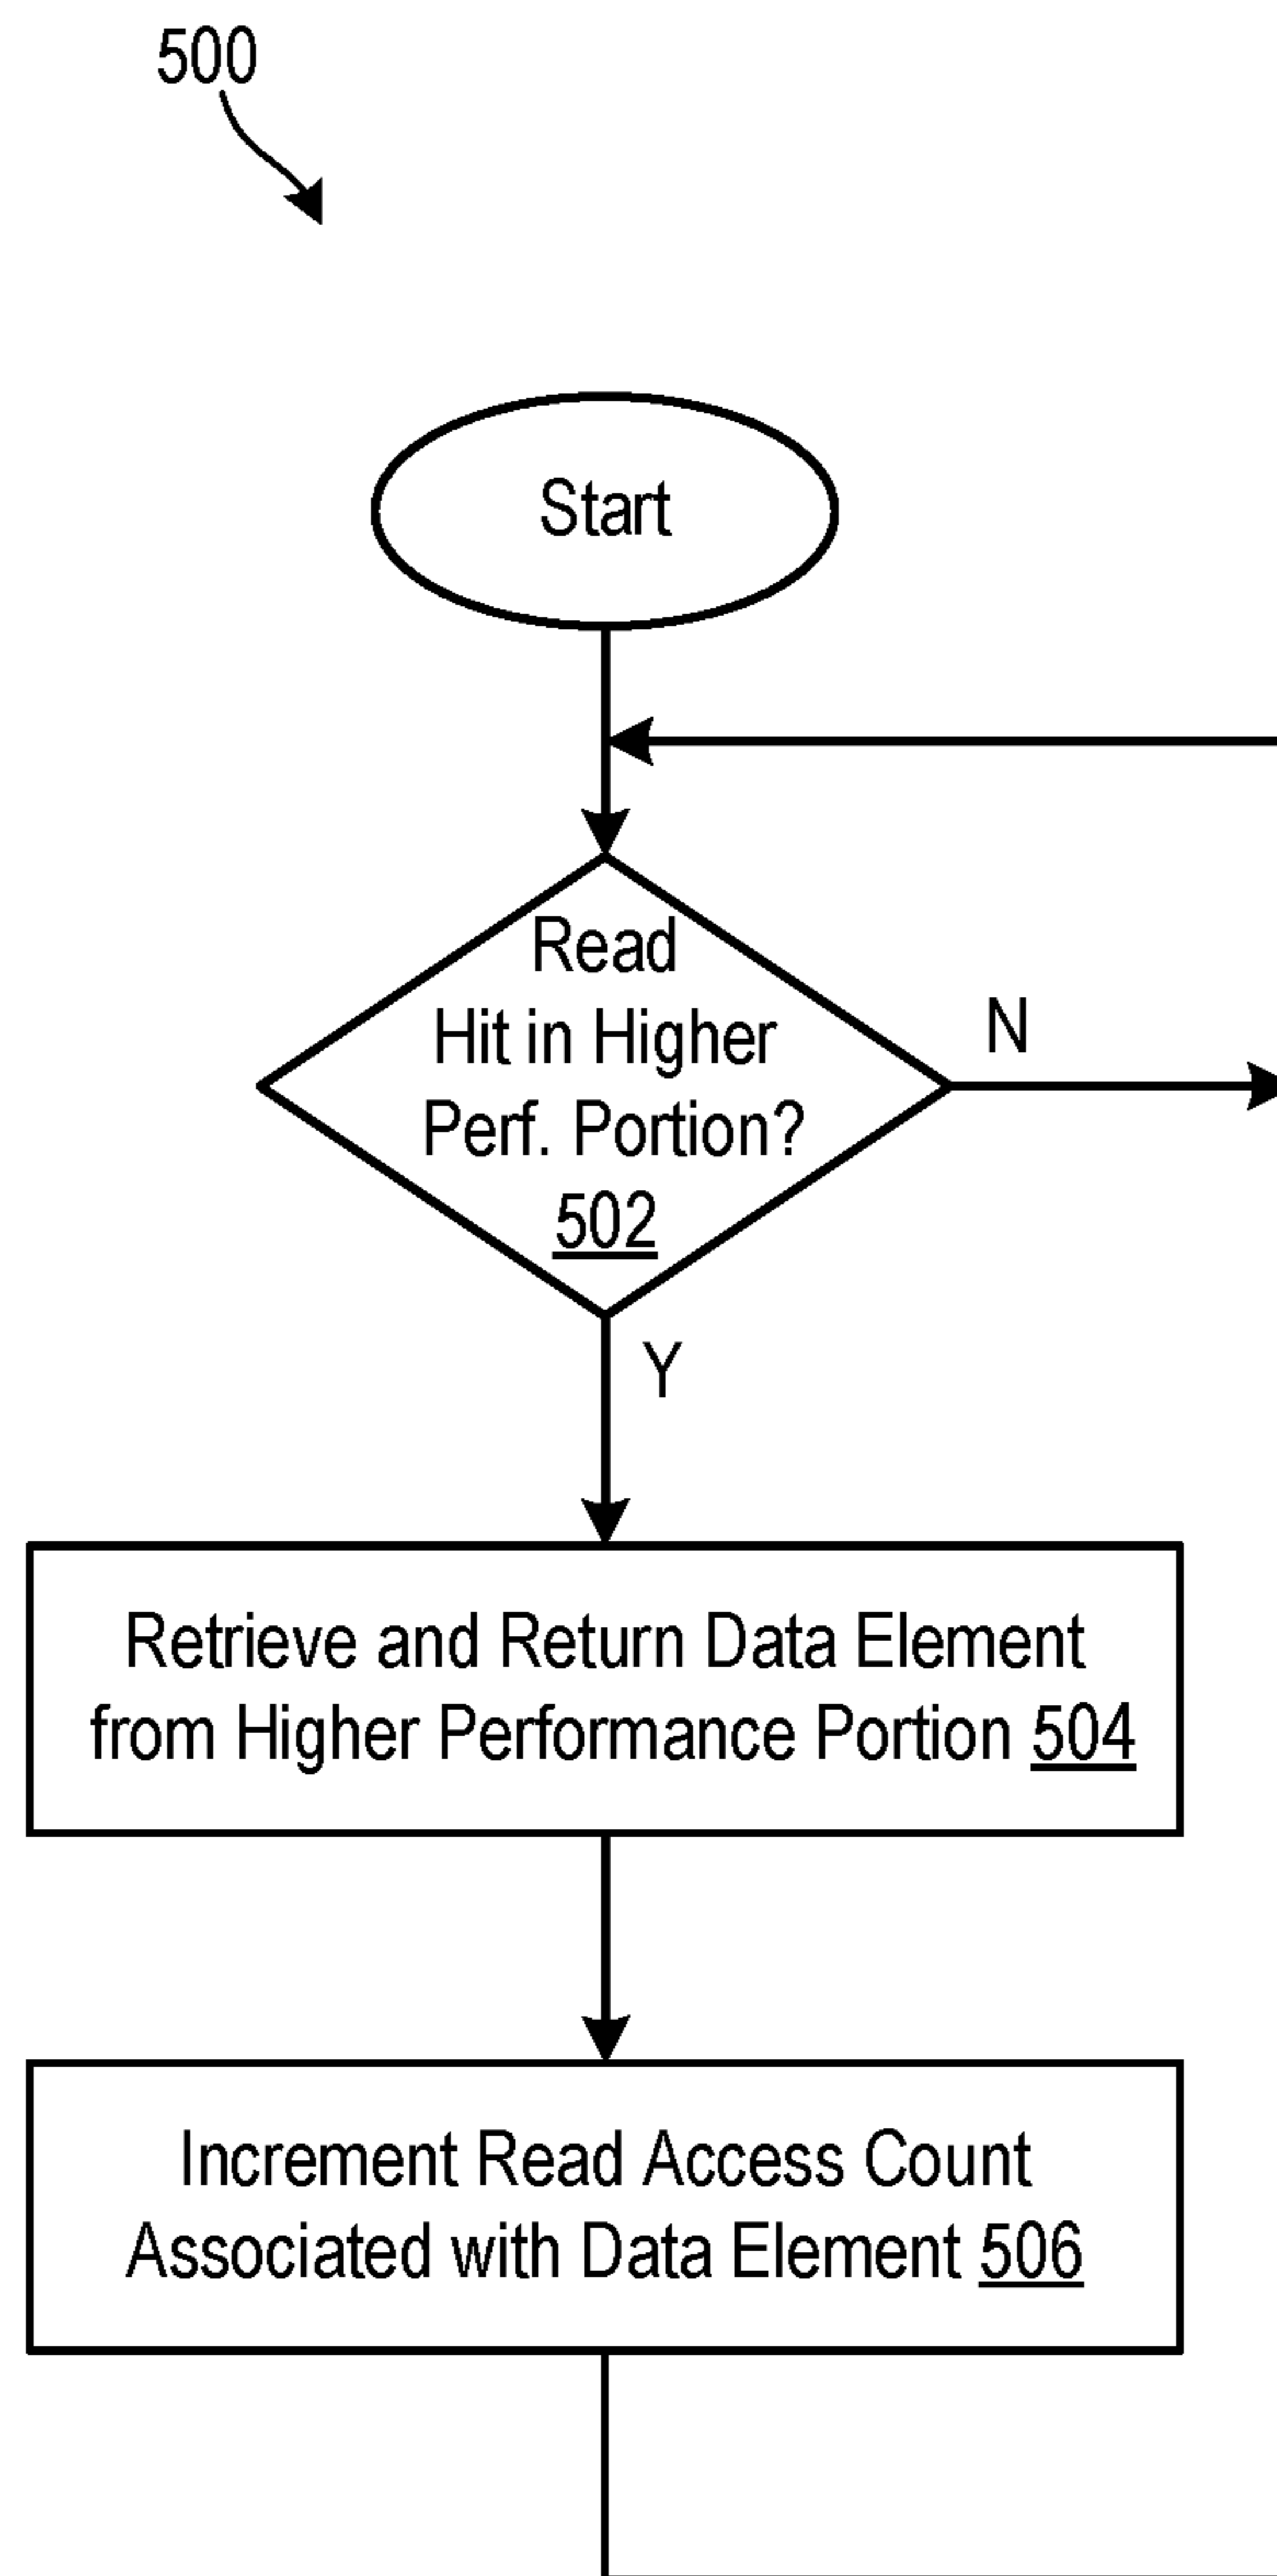 500
Start
Read
Hit in Higher
Perf. Portion?
502
N
Y
Retrieve and Return Data Element
from Higher Performance Portion 504
Increment Read Access Count
Associated with Data Element 506